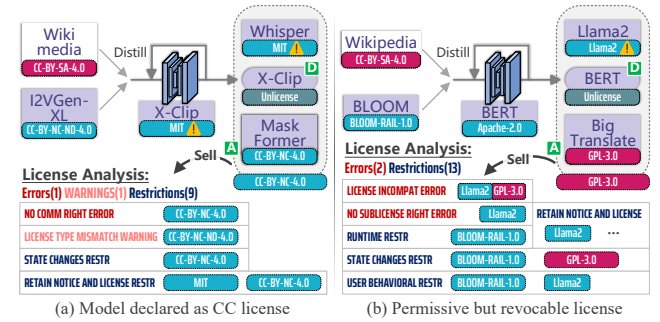 Wiki
media
CC-BY-SA-4.0
I2VGen-
XL
CC-BY-NC-ND-4.0
Distill
X-Clip
MIT
Whisper
MIT
D
X-Clip
Unlicense
Mask
Former
CC-BY-NC-4.0
A
CC-BY-NC-4.0
Sell
License Analysis:
Errors(1) WARNINGS(1) Restrictions(9)
NO COMM RIGHT ERROR CC-BY-NC-4.0
LICENSE TYPE MISMATCH WARNING CC-BY-NC-ND-4.0
STATE CHANGES RESTR CC-BY-NC-4.0
RETAIN NOTICE AND LICENSE RESTR MIT CC-BY-NC-4.0
(a) Model declared as CC license
Wikipedia
CC-BY-SA-4.0
BLOOM
BLOOM-RAIL-1.0
Distill
BERT
Apache-2.0
Llama2
Llama2
D
BERT
Unlicense
Big
Translate
GPL-3.0
A
GPL-3.0
Sell
License Analysis:
Errors(2) Restrictions(13)
LICENSE INCOMPAT ERROR Llama2 GPL-3.0
NO SUBLICENSE RIGHT ERROR Llama2 RETAIN NOTICE AND LICENSE
RUNTIME RESTR BLOOM-RAIL-1.0 Llama2 ...
STATE CHANGES RESTR BLOOM-RAIL-1.0 GPL-3.0
USER BEHAVIORAL RESTR BLOOM-RAIL-1.0 Llama2
(b) Permissive but revocable license